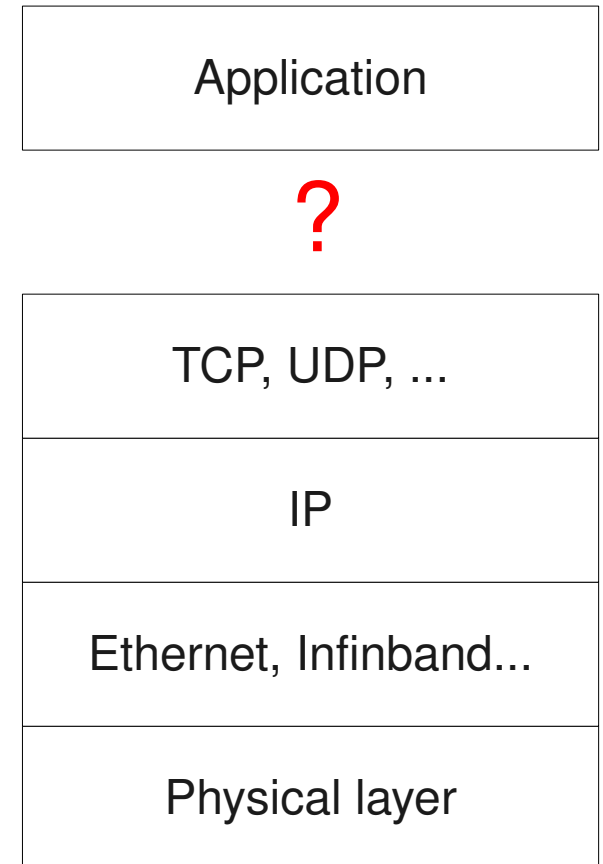 Application
?
TCP, UDP, ...
IP
Ethernet, Infinband...
Physical layer